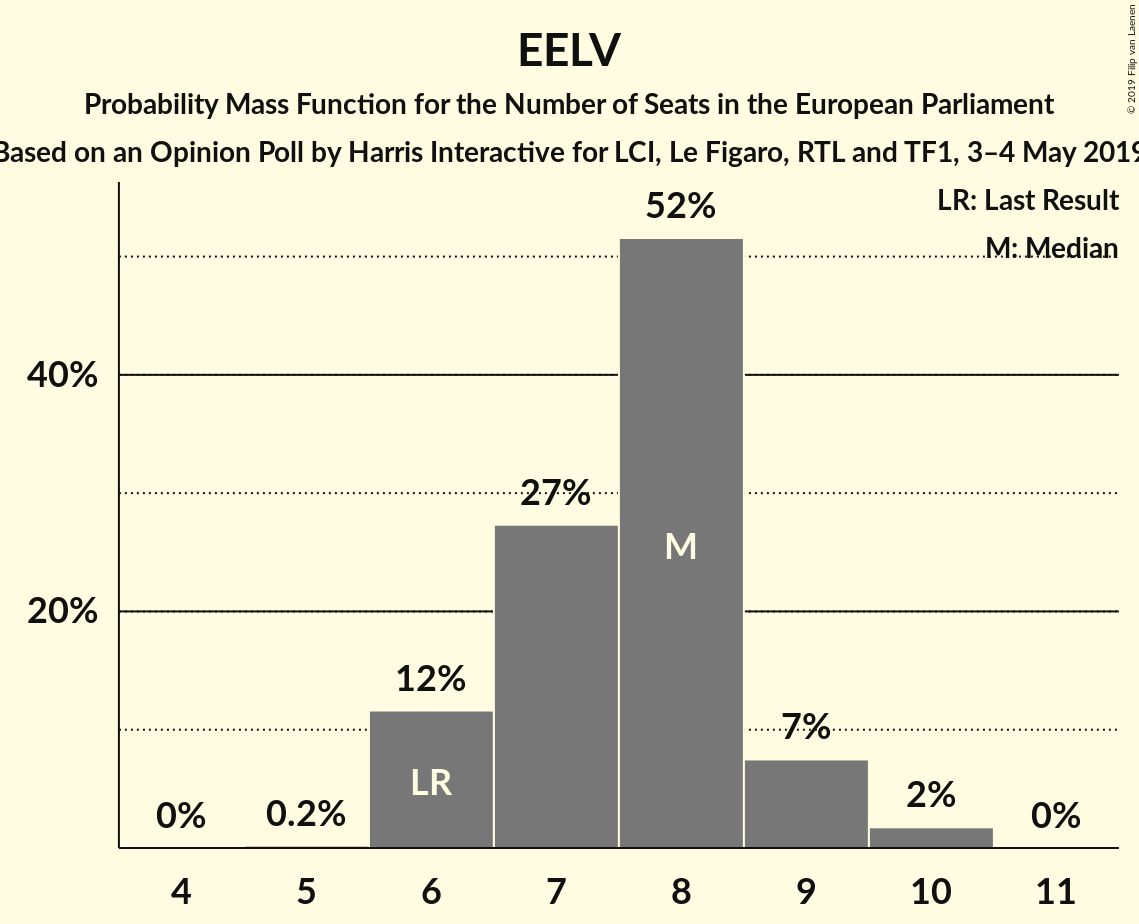 EELV
Probability Mass Function for the Number of Seats in the European Parliament
Based on an Opinion Poll by Harris Interactive for LCI, Le Figaro, RTL and TF1, 3–4 May 2019
© 2019 Filip van Laenen
LR: Last Result
M: Median
52%
40%
27%
M
20%
12%
7%
LR
2%
0%
0.2%
0%
4 5 6 7 8 9 10 11